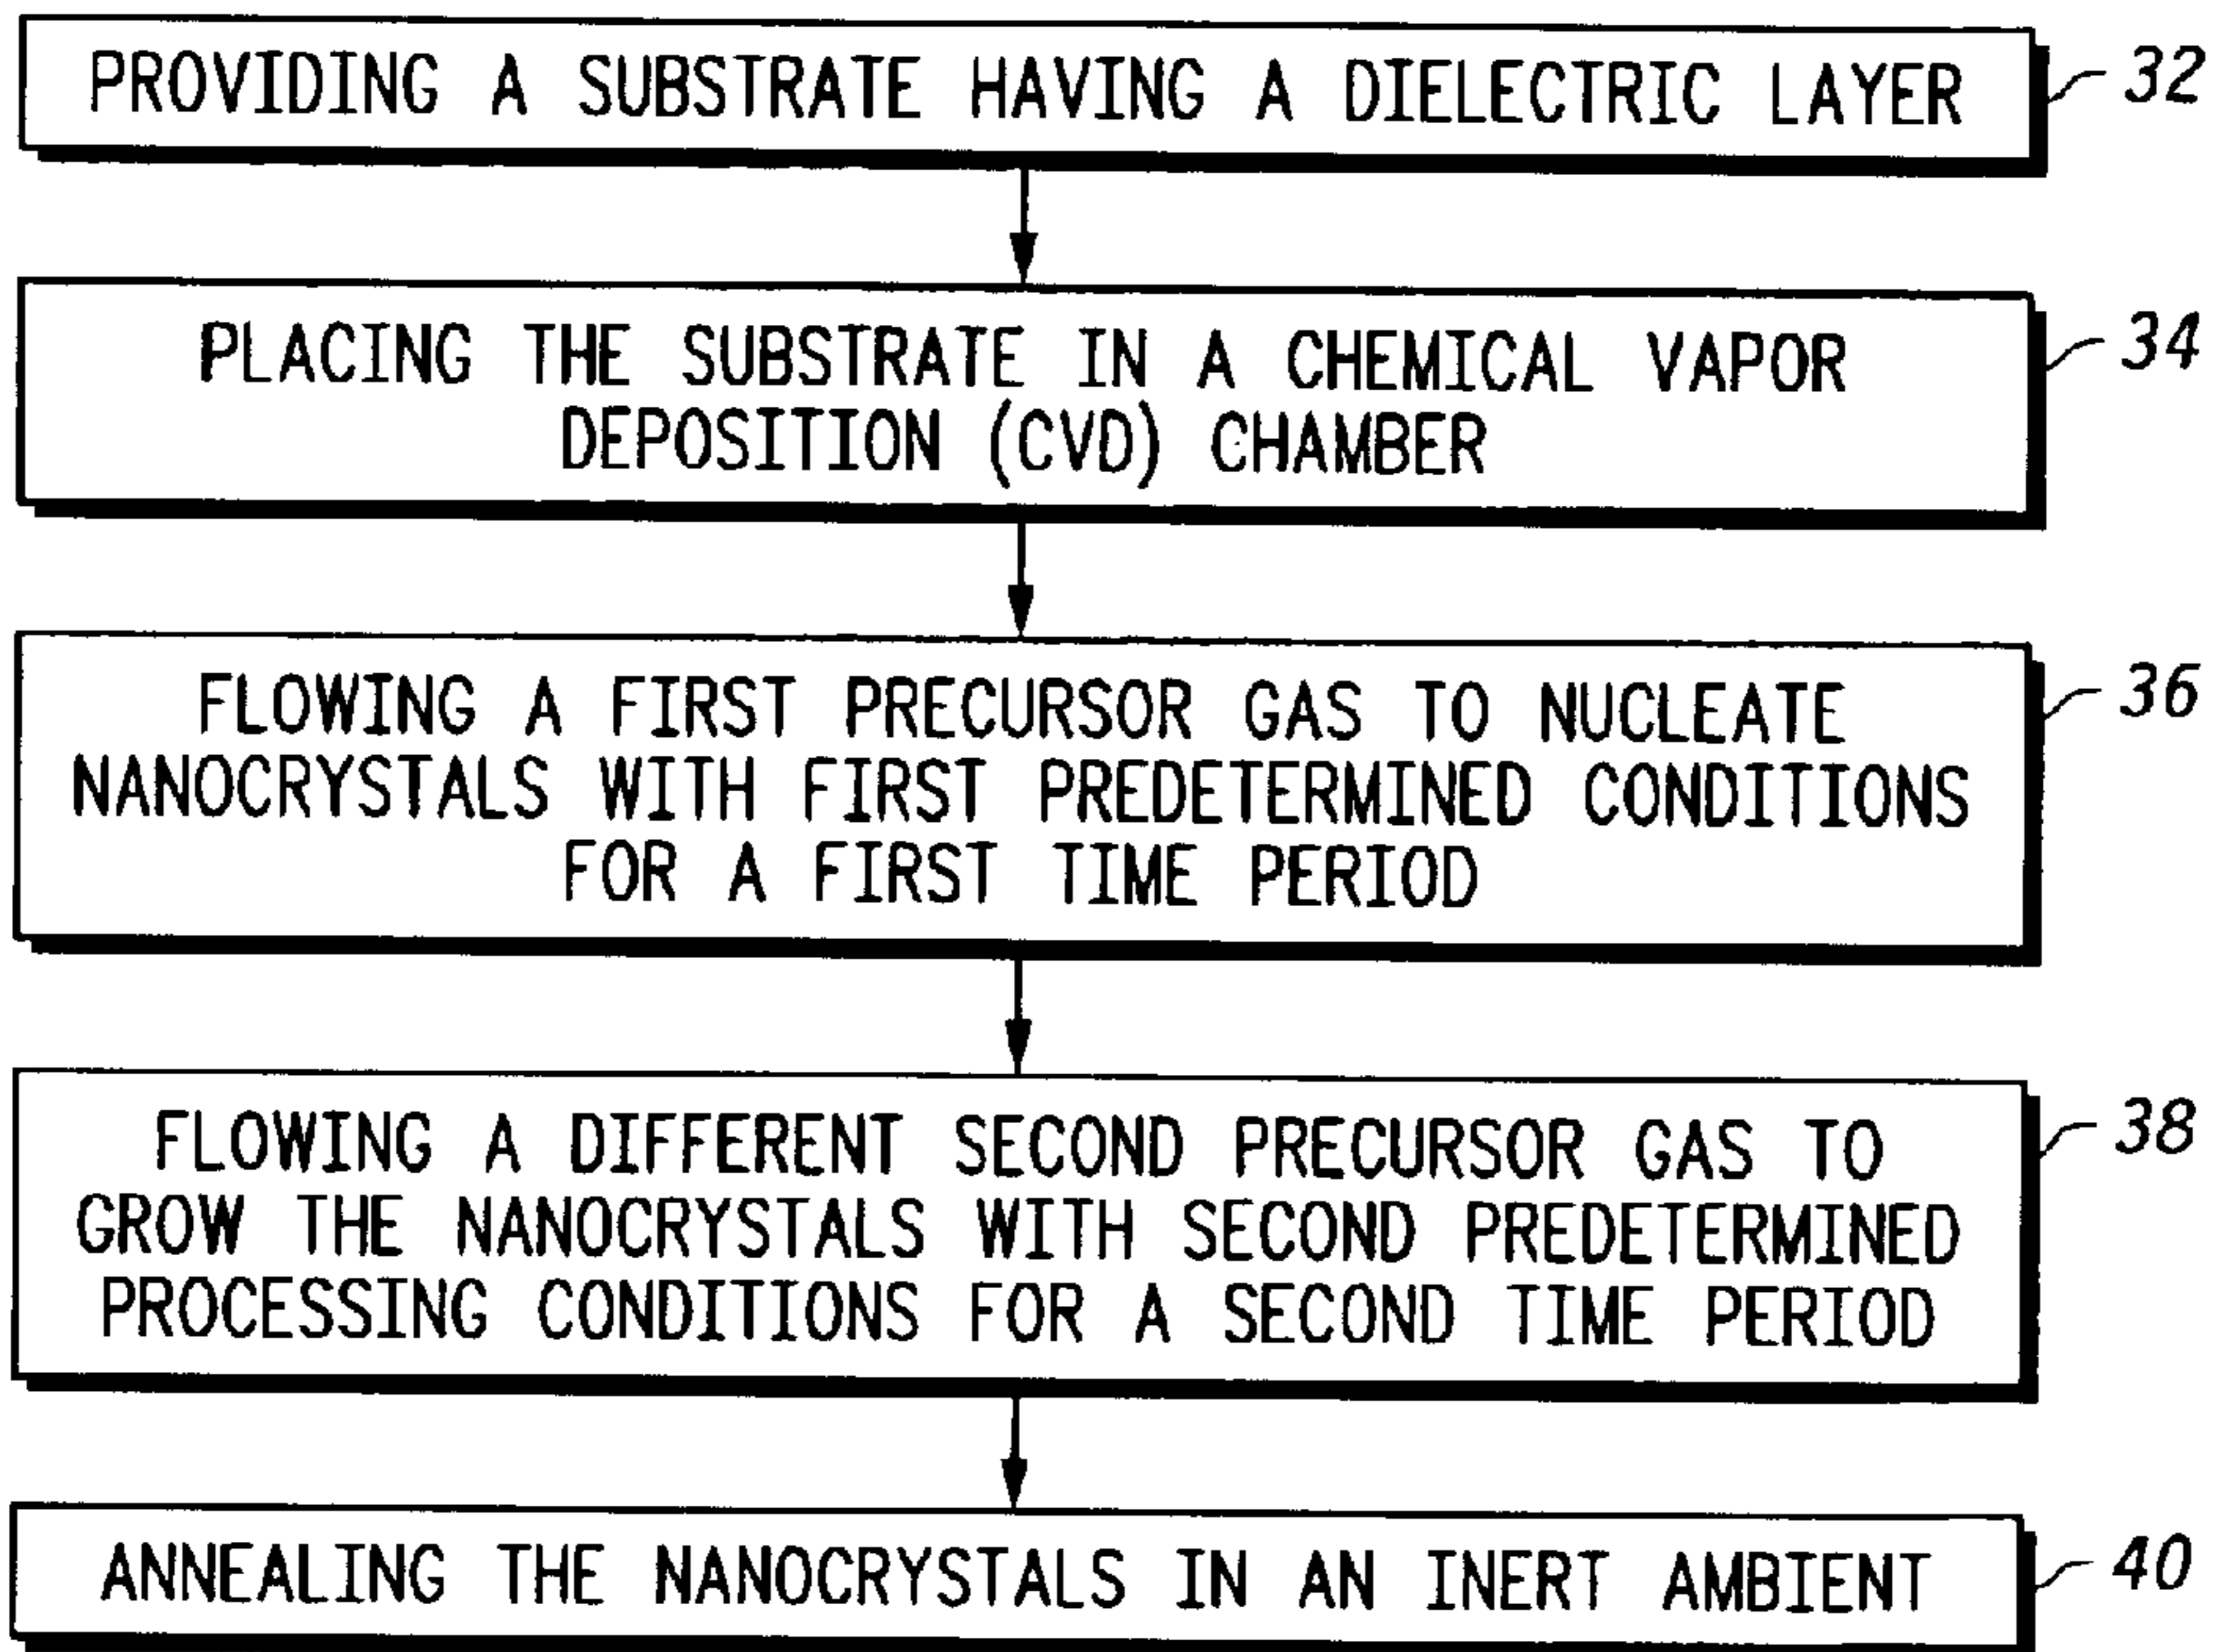 PROVIDING A SUBSTRATE HAVING A DIELECTRIC LAYER
32
PLACING THE SUBSTRATE IN A CHEMICAL VAPOR
DEPOSITION (CVD) CHAMBER
34
FLOWING A FIRST PRECURSOR GAS TO NUCLEATE
NANOCRYSTALS WITH FIRST PREDETERMINED CONDITIONS
FOR A FIRST TIME PERIOD
36
FLOWING A DIFFERENT SECOND PRECURSOR GAS TO
GROW THE NANOCRYSTALS WITH SECOND PREDETERMINED
PROCESSING CONDITIONS FOR A SECOND TIME PERIOD
38
ANNEALING THE NANOCRYSTALS IN AN INERT AMBIENT
40